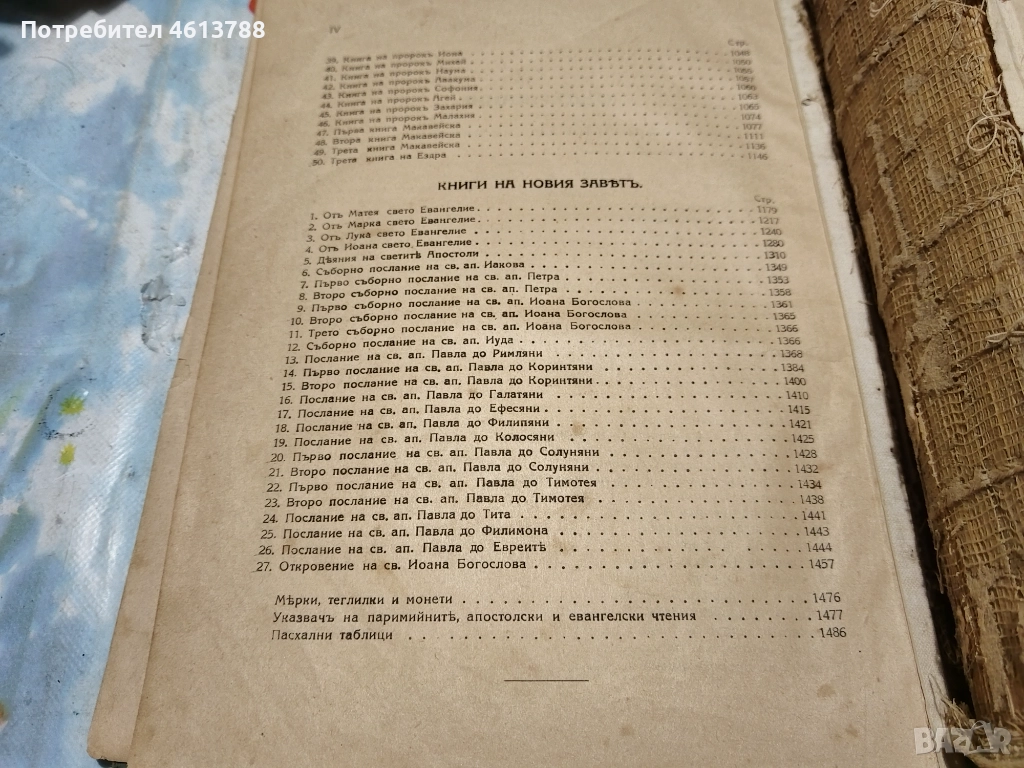 Потребител 4613788
IV
Стр.
39. Книга на пророкъ Иона . . . 1048
40. Книга на пророкъ Михей . . . 1050
41. Книга на пророкъ Наума . . .
42. Книга на пророкъ Авакума . . .
43. Книга на пророкъ Софония . . .
44. Книга на пророкъ Агей . . . 1063
45. Книга на пророкъ Захария . . . 1065
46. Книга на пророкъ Малахия . . . 1074
47. Първа книга Макавейска . . . 1077
48. Втора книга Макавейска . . . 1111
49. Трета книга Макавейска . . . 1136
50. Трета книга на Ездра . . . 1146
КНИГИ НА НОВИЯ ЗАВѢТЪ.
Стр.
1. Отъ Матея свето Евангелие . . . 1179
2. Отъ Марка свето Евангелие . . . 1217
3. Отъ Лука свето Евангелие . . . 1240
4. Отъ Иоана свето Евангелие . . . 1280
5. Дѣяния на светитѣ Апостоли . . . 1310
6. Съборно послание на св. ап. Иакова . . . 1349
7. Първо съборно послание на св. ап. Петра . . . 1353
8. Второ съборно послание на св. ап. Петра . . . 1358
9. Първо съборно послание на св. ап. Иоана Богослова . . . 1361
10. Второ съборно послание на св. ап. Иоана Богослова . . . 1365
11. Трето съборно послание на св. ап. Иоана Богослова . . . 1366
12. Съборно послание на св. ап. Иуда . . . 1366
13. Послание на св. ап. Павла до Римляни . . . 1368
14. Първо послание на св. ап. Павла до Коринтяни . . . 1384
15. Второ послание на св. ап. Павла до Коринтяни . . . 1400
16. Послание на св. ап. Павла до Галатяни . . . 1410
17. Послание на св. ап. Павла до Ефесяни . . . 1415
18. Послание на св. ап. Павла до Филипяни . . . 1421
19. Послание на св. ап. Павла до Колосяни . . . 1425
20. Първо послание на св. ап. Павла до Солуняни . . . 1428
21. Второ послание на св. ап. Павла до Солуняни . . . 1432
22. Първо послание на св. ап. Павла до Тимотея . . . 1434
23. Второ послание на св. ап. Павла до Тимотея . . . 1438
24. Послание на св. ап. Павла до Тита . . . 1441
25. Послание на св. ап. Павла до Филимона . . . 1443
26. Послание на св. ап. Павла до Евреитѣ . . . 1444
27. Откровение на св. Иоана Богослова . . . 1457
Мѣрки, теглилки и монети . . . 1476
Указвачъ на паримийнитѣ, апостолски и евангелски чтения . . . 1477
Пасхални таблици . . . 1486
BAZAR